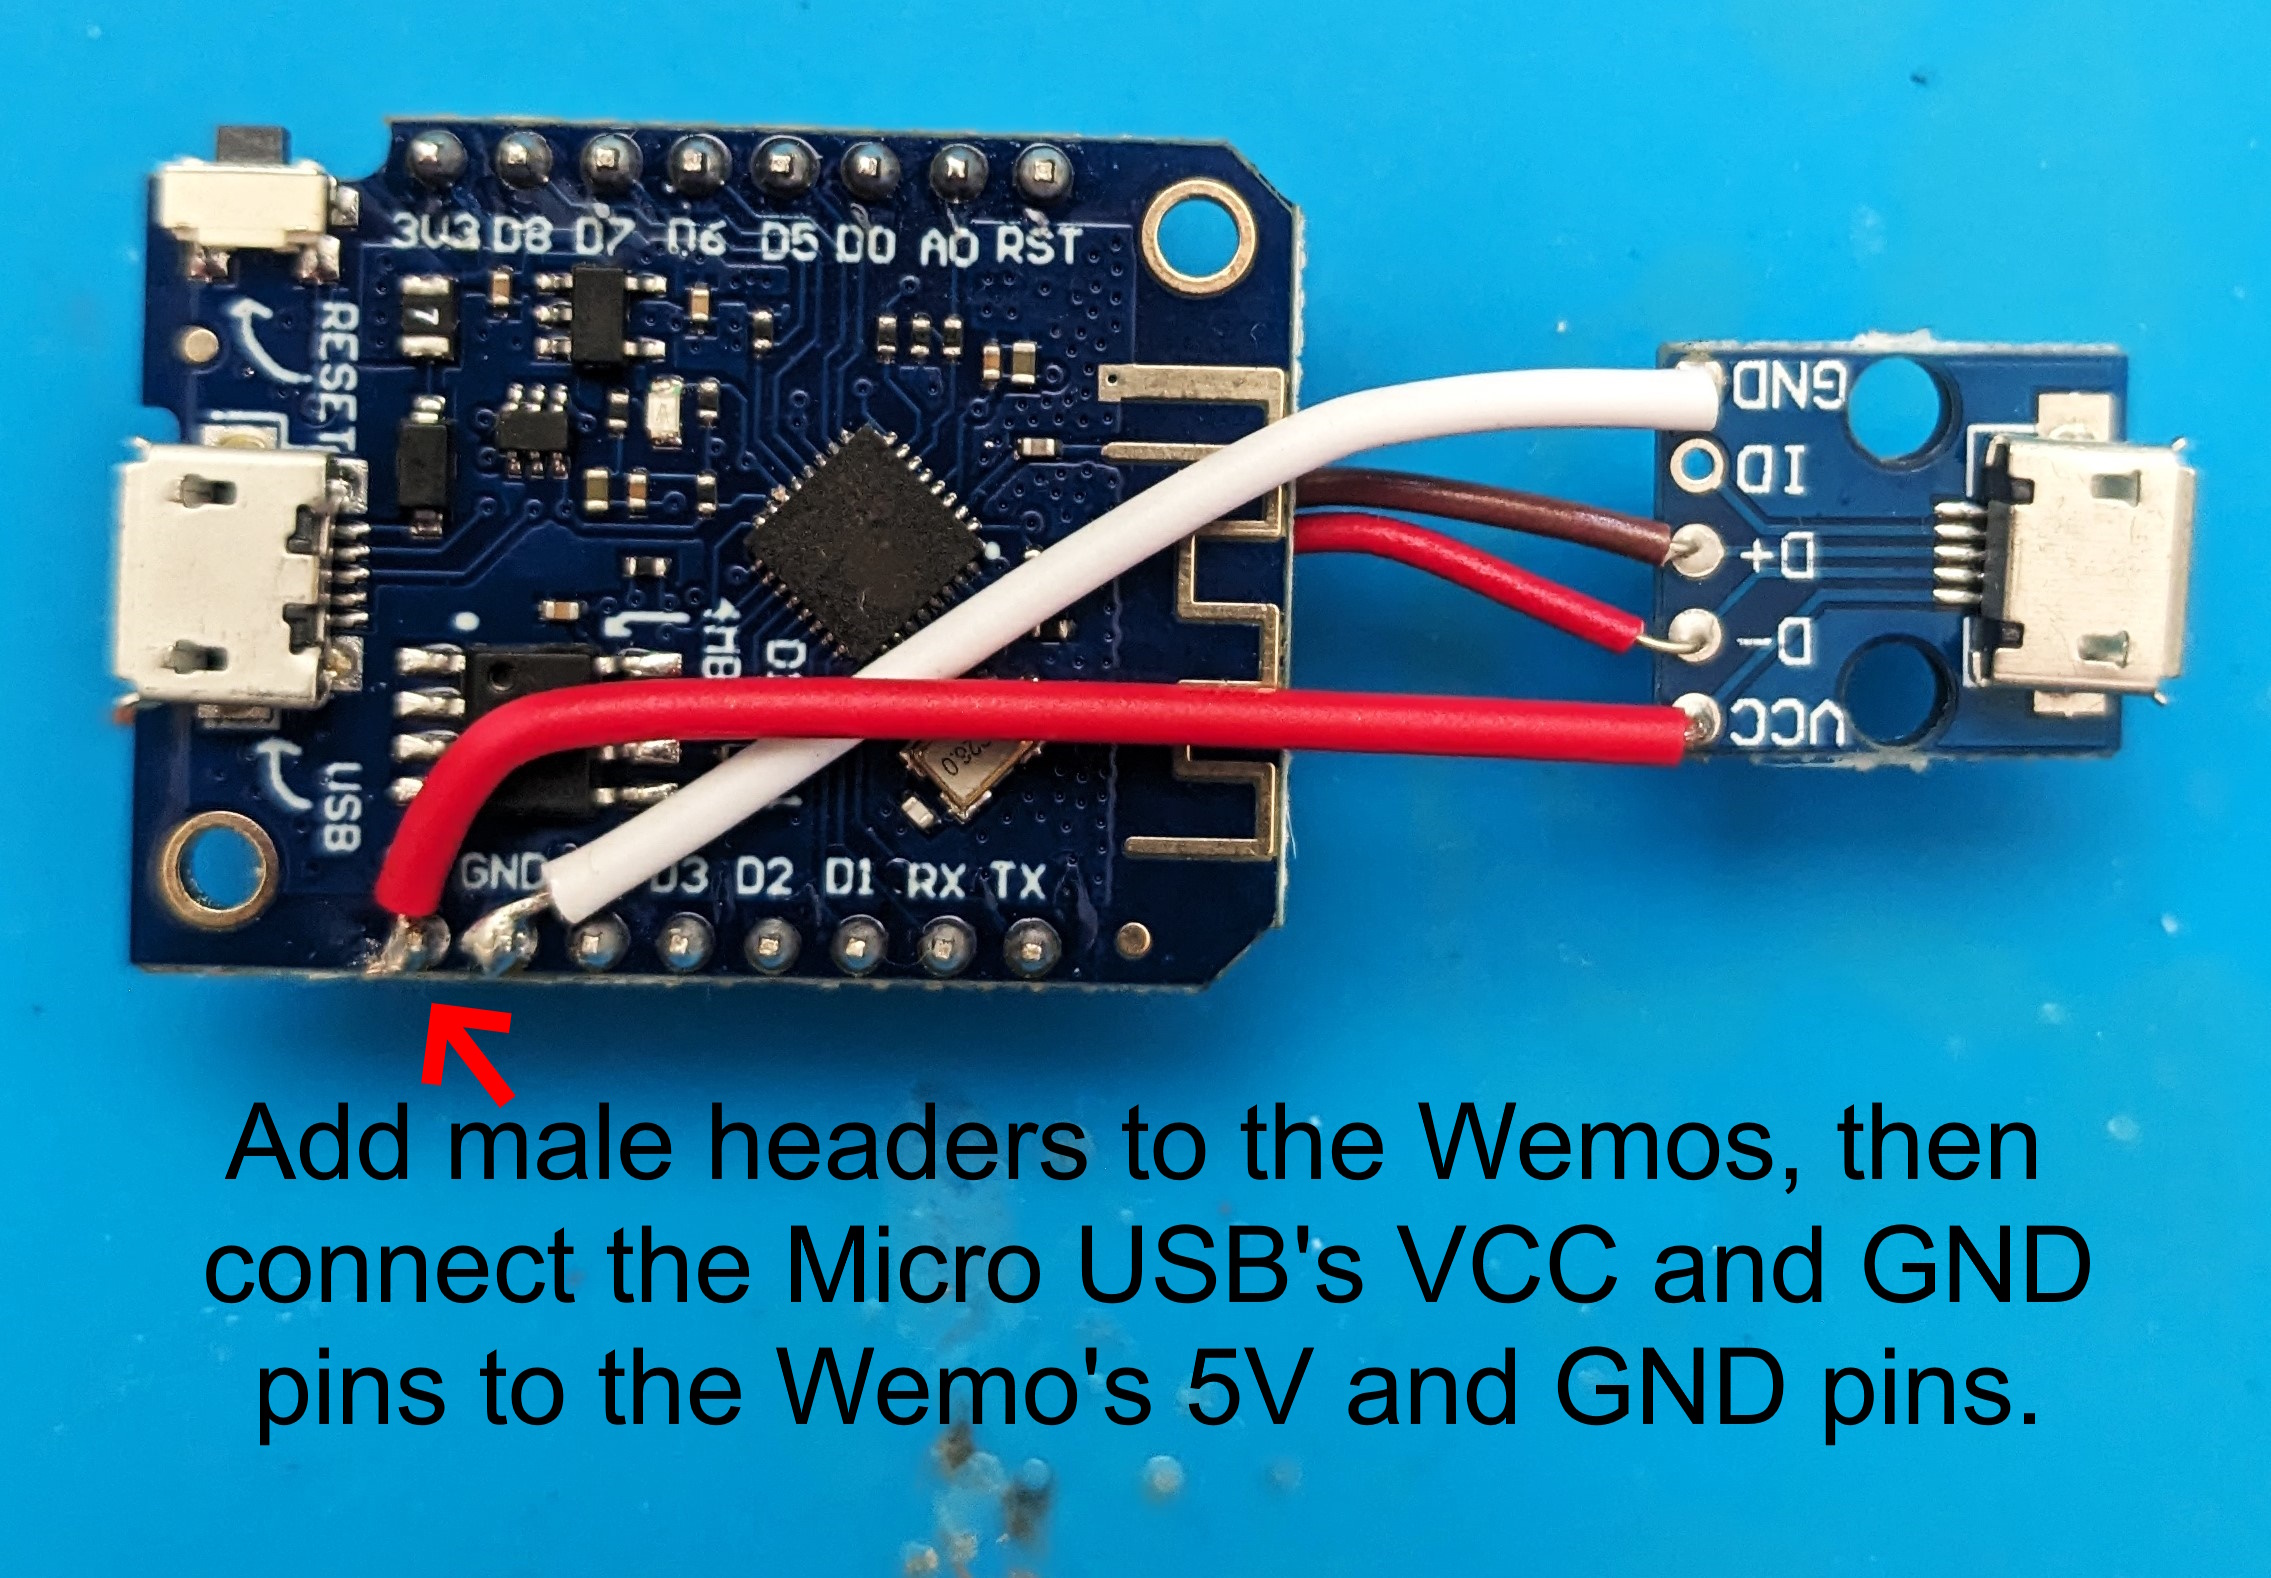 3V3 D8 D7 D6 D5 D0 A0 RST
RESET
USB
4MB
GND D3 D2 D1 RX TX
GND
ID
D+
D-
VCC
Add male headers to the Wemos, then
connect the Micro USB's VCC and GND
pins to the Wemo's 5V and GND pins.